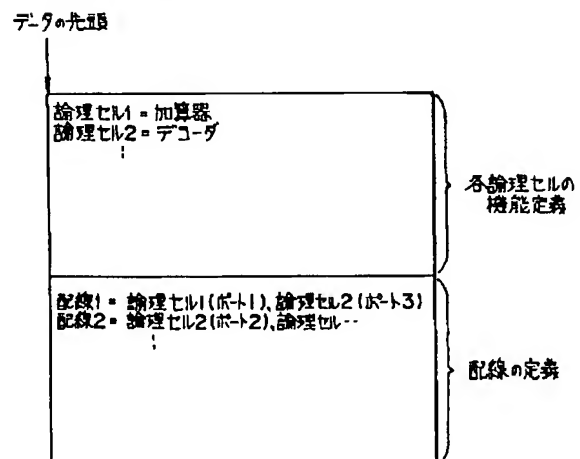 データの先頭
論理セル1 = 加算器
論理セル2 = デコーダ
各論理セルの
機能定義
配線1 = 論理セル1(ポート1)、論理セル2(ポート3)
配線2 = 論理セル2(ポート2)、論理セル‥
配線の定義